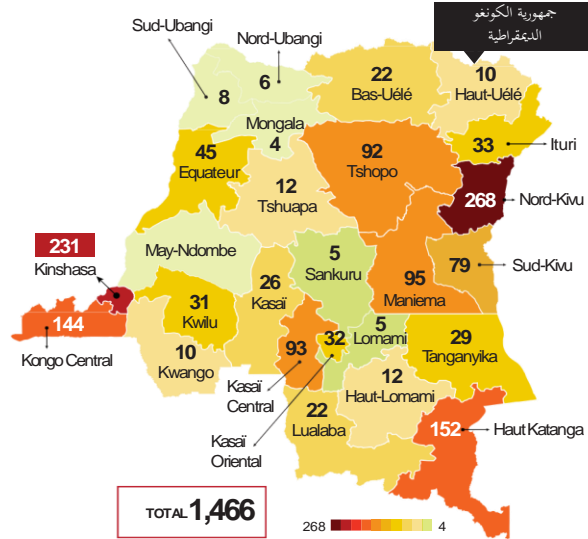 جمهورية الكونغو
الديمقراطية
Sud-Ubangi
Nord-Ubangi
8
6
22
Bas-Uélé
10
Haut-Uélé
Mongala
4
33
Ituri
45
Equateur
92
Tshopo
12
Tshuapa
268
Nord-Kivu
231
Kinshasa
May-Ndombe
5
Sankuru
79
Sud-Kivu
26
Kasaï
95
Maniema
31
Kwilu
144
Kongo Central
10
Kwango
93
Kasaï
Central
32
Kasaï
Oriental
5
Lomami
29
Tanganyika
12
Haut-Lomami
22
Lualaba
152
Haut Katanga
TOTAL 1,466
268
4